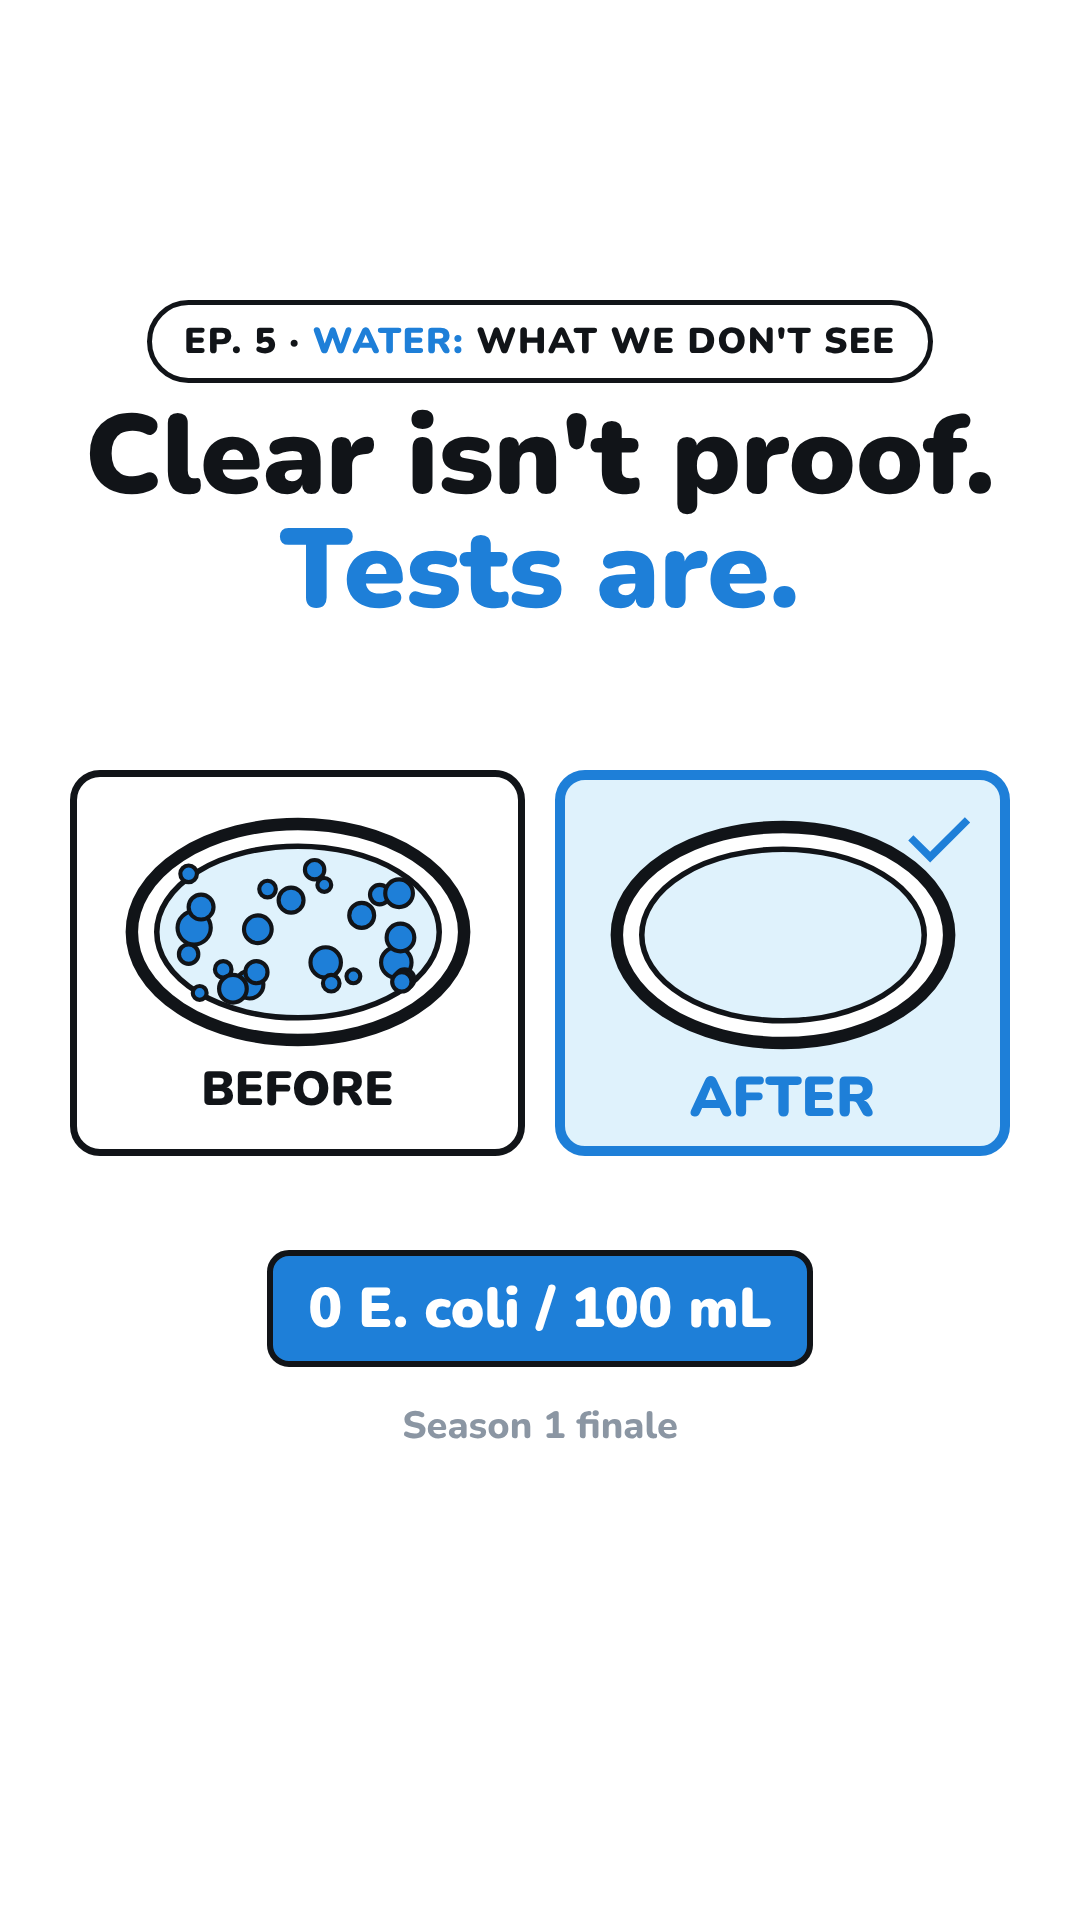 EP. 5 · WATER: WHAT WE DON'T SEE
Clear isn't proof.
Tests are.
BEFORE
AFTER
0 E. coli / 100 mL
Season 1 finale